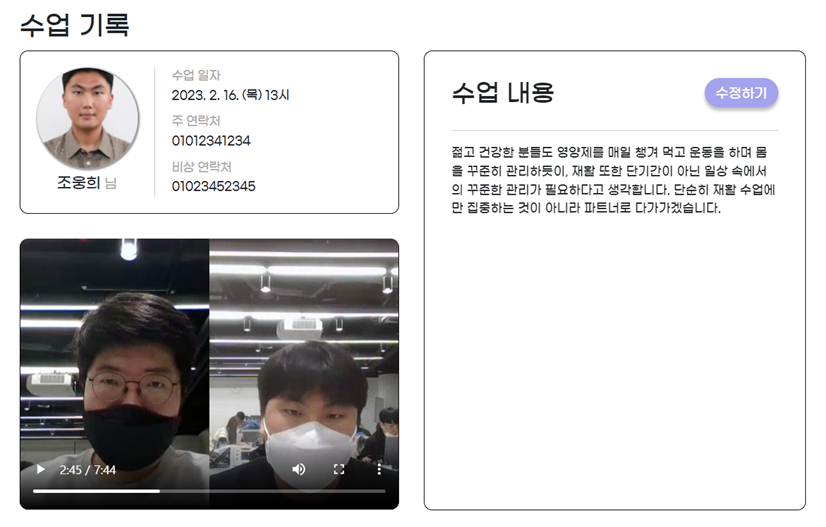 수업 기록
수업 일자
2023. 2. 16. (목) 13시
주 연락처
01012341234
비상 연락처
01023452345
조웅희 님
2:45 / 7:44
수업 내용
수정하기
젊고 건강한 분들도 영양제를 매일 챙겨 먹고 운동을 하며 몸
을 꾸준히 관리하듯이, 재활 또한 단기간이 아닌 일상 속에서
의 꾸준한 관리가 필요하다고 생각합니다. 단순히 재활 수업에
만 집중하는 것이 아니라 파트너로 다가가겠습니다.